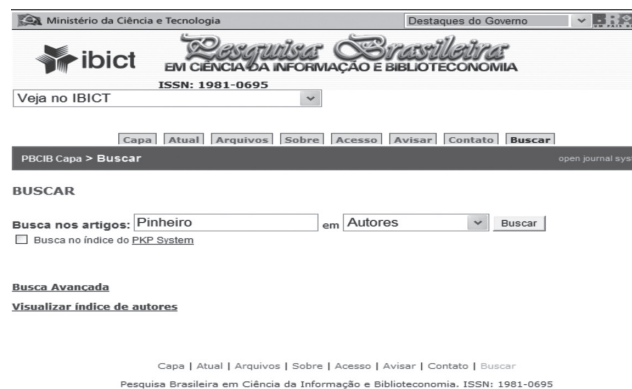 Ministério da Ciência e Tecnologia
Destaques do Governo
ibict
Pesquisa Brasileira
EM CIÊNCIA DA INFORMAÇÃO E BIBLIOTECONOMIA
ISSN: 1981-0695
Veja no IBICT
Capa Atual Arquivos Sobre Acesso Avisar Contato Buscar
PBCIB Capa > Buscar
open journal sys
BUSCAR
Busca nos artigos: Pinheiro em Autores Buscar
Busca no índice do PKP System
Busca Avançada
Visualizar índice de autores
Capa | Atual | Arquivos | Sobre | Acesso | Avisar | Contato | Buscar
Pesquisa Brasileira em Ciência da Informação e Biblioteconomia. ISSN: 1981-0695